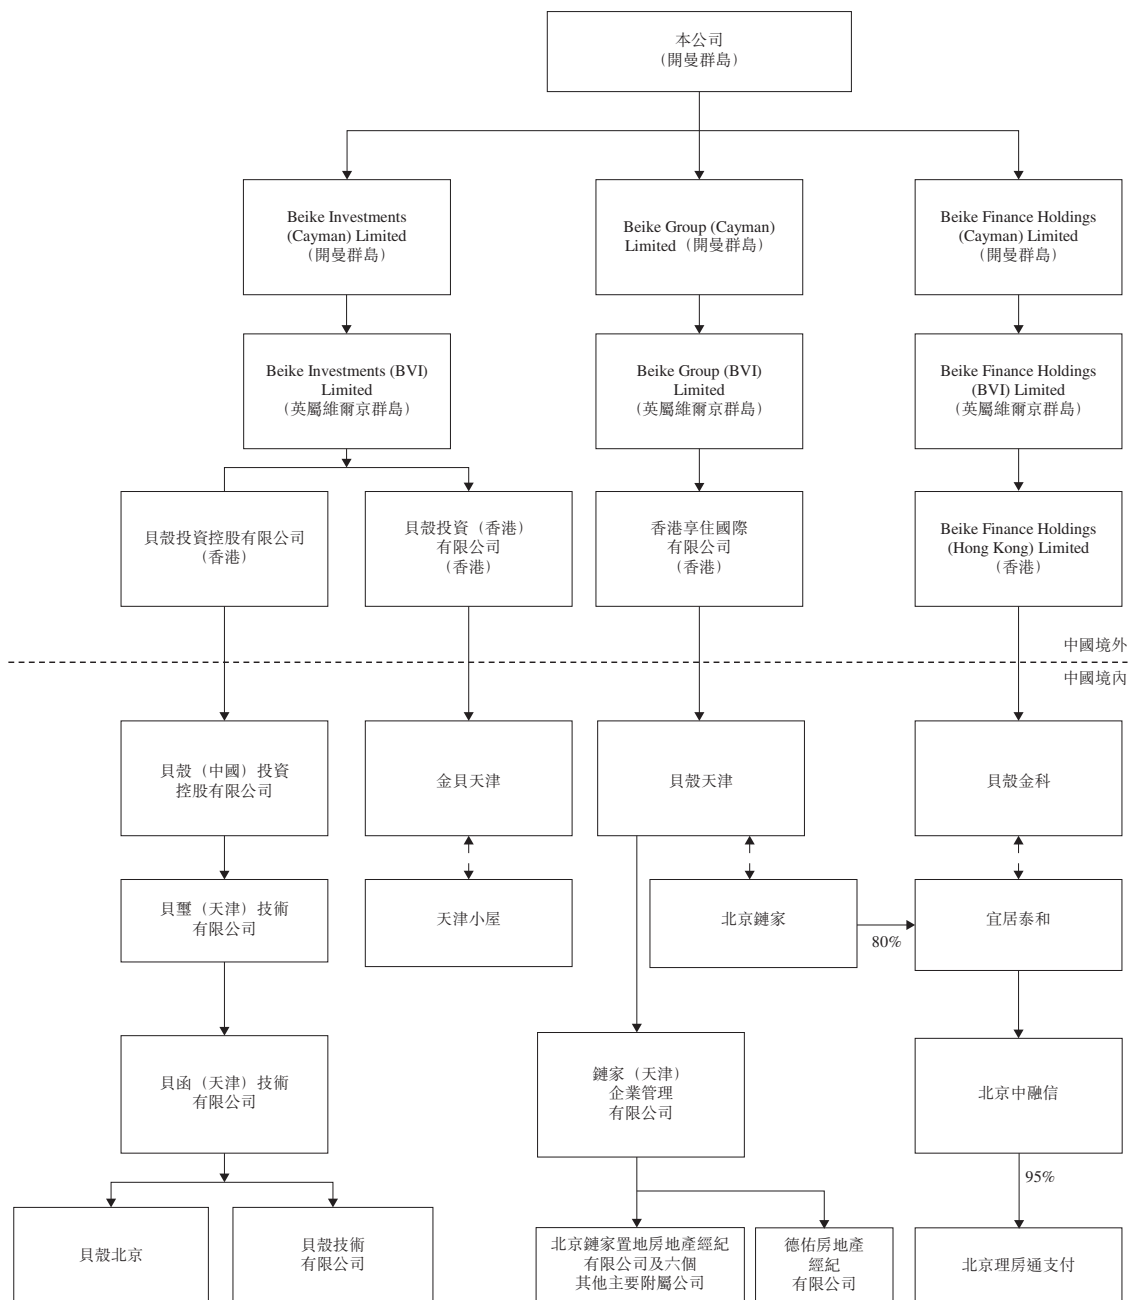 本公司
（開曼群島）
Beike Investments
(Cayman) Limited
（開曼群島）
Beike Group (Cayman)
Limited（開曼群島）
Beike Finance Holdings
(Cayman) Limited
（開曼群島）
Beike Investments (BVI)
Limited
（英屬維爾京群島）
Beike Group (BVI)
Limited
（英屬維爾京群島）
Beike Finance Holdings
(BVI) Limited
（英屬維爾京群島）
貝殼投資控股有限公司
（香港）
貝殼投資（香港）
有限公司
（香港）
香港享住國際
有限公司
（香港）
Beike Finance Holdings
(Hong Kong) Limited
（香港）
中國境外
中國境內
貝殼（中國）投資
控股有限公司
金貝天津
貝殼天津
貝殼金科
貝璽（天津）技術
有限公司
天津小屋
北京鏈家
80%
宜居泰和
貝函（天津）技術
有限公司
鏈家（天津）
企業管理
有限公司
北京中融信
95%
貝殼北京
貝殼技術
有限公司
北京鏈家置地房地產經紀
有限公司及六個
其他主要附屬公司
德佑房地產
經紀
有限公司
北京理房通支付